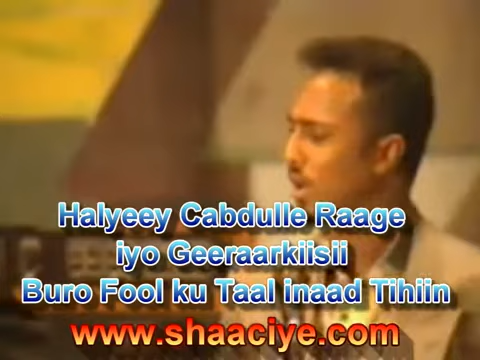 Halyeey Cabdulle Raage
iyo Geeraarkiisii
Buro Fool ku Taal inaad Tihiin
www.shaaciye.com